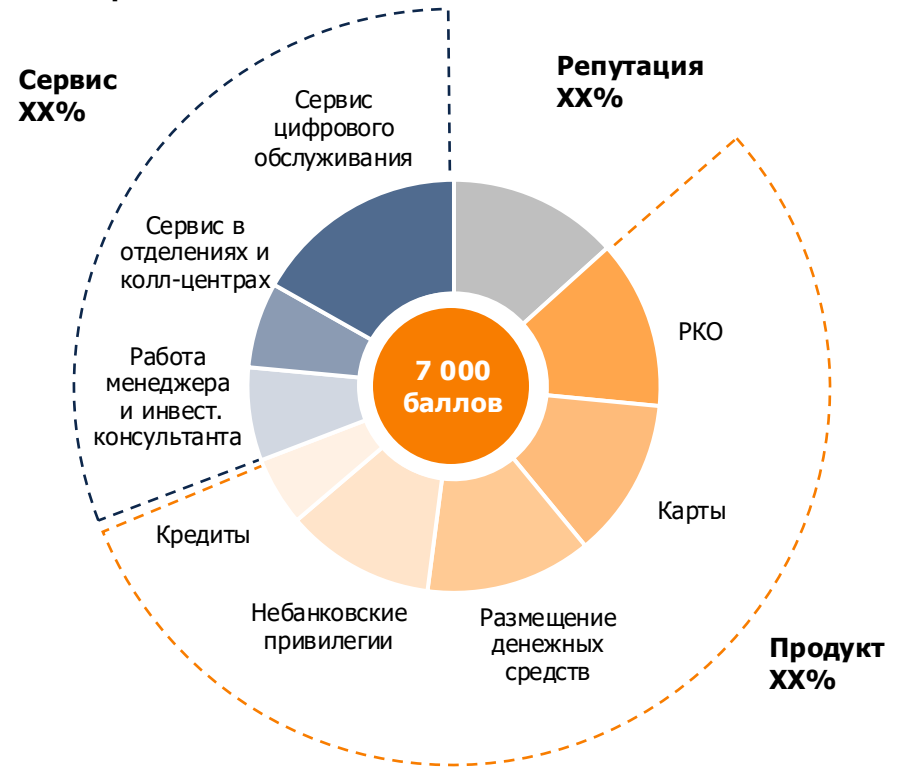 Сервис
XX%
Репутация
XX%
Сервис
цифрового
обслуживания
Сервис в
отделениях и
колл-центрах
Работа
менеджера
и инвест.
консультанта
7 000
баллов
РКО
Карты
Кредиты
Небанковские
привилегии
Размещение
денежных
средств
Продукт
XX%